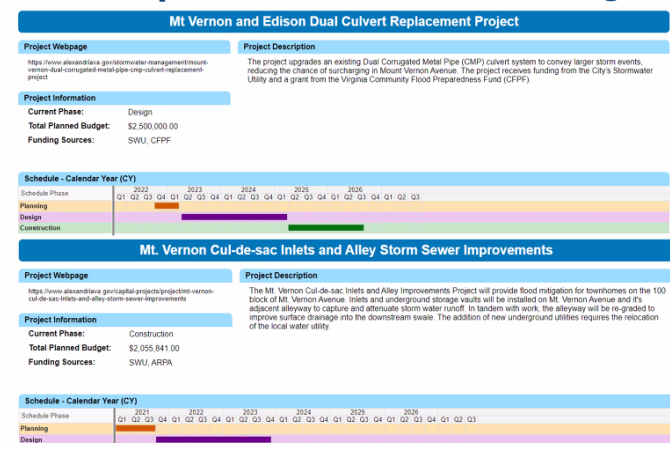 Mt Vernon and Edison Dual Culvert Replacement Project
Project Webpage
https://www.alexandriava.gov/stormwater-management/mount-
vernon-dual-corrugated-metal-pipe-cmp-culvert-replacement-
project
Project Description
The project upgrades an existing Dual Corrugated Metal Pipe (CMP) culvert system to convey larger storm events,
reducing the chance of surcharging in Mount Vernon Avenue. The project receives funding from the City's Stormwater
Utility and a grant from the Virginia Community Flood Preparedness Fund (CFPF).
Project Information
Current Phase: Design
Total Planned Budget: $2,500,000.00
Funding Sources: SWU, CFPF
Schedule - Calendar Year (CY)
Schedule Phase
2022 2023 2024 2025 2026
Q1 Q2 Q3 Q4 Q1 Q2 Q3 Q4 Q1 Q2 Q3 Q4 Q1 Q2 Q3 Q4 Q1 Q2 Q3 Q4 Q1 Q2 Q3
Planning
Design
Construction
Mt. Vernon Cul-de-sac Inlets and Alley Storm Sewer Improvements
Project Webpage
https://www.alexandriava.gov/capital-projects/project/mt-vernon-
cul-de-sac-inlets-and-alley-storm-sewer-improvements
Project Description
The Mt. Vernon Cul-de-sac Inlets and Alley Improvements Project will provide flood mitigation for townhomes on the 100
block of Mt. Vernon Avenue. Inlets and underground storage vaults will be installed on Mt. Vernon Avenue and it's
adjacent alleyway to capture and attenuate storm water runoff. In tandem with work, the alleyway will be re-graded to
improve surface drainage into the downstream swale. The addition of new underground utilities requires the relocation
of the local water utility.
Project Information
Current Phase: Construction
Total Planned Budget: $2,055,841.00
Funding Sources: SWU, ARPA
Schedule - Calendar Year (CY)
Schedule Phase
2021 2022 2023 2024 2025 2026
Q1 Q2 Q3 Q4 Q1 Q2 Q3 Q4 Q1 Q2 Q3 Q4 Q1 Q2 Q3 Q4 Q1 Q2 Q3 Q4 Q1 Q2 Q3 Q4 Q1 Q2 Q3
Planning
Design